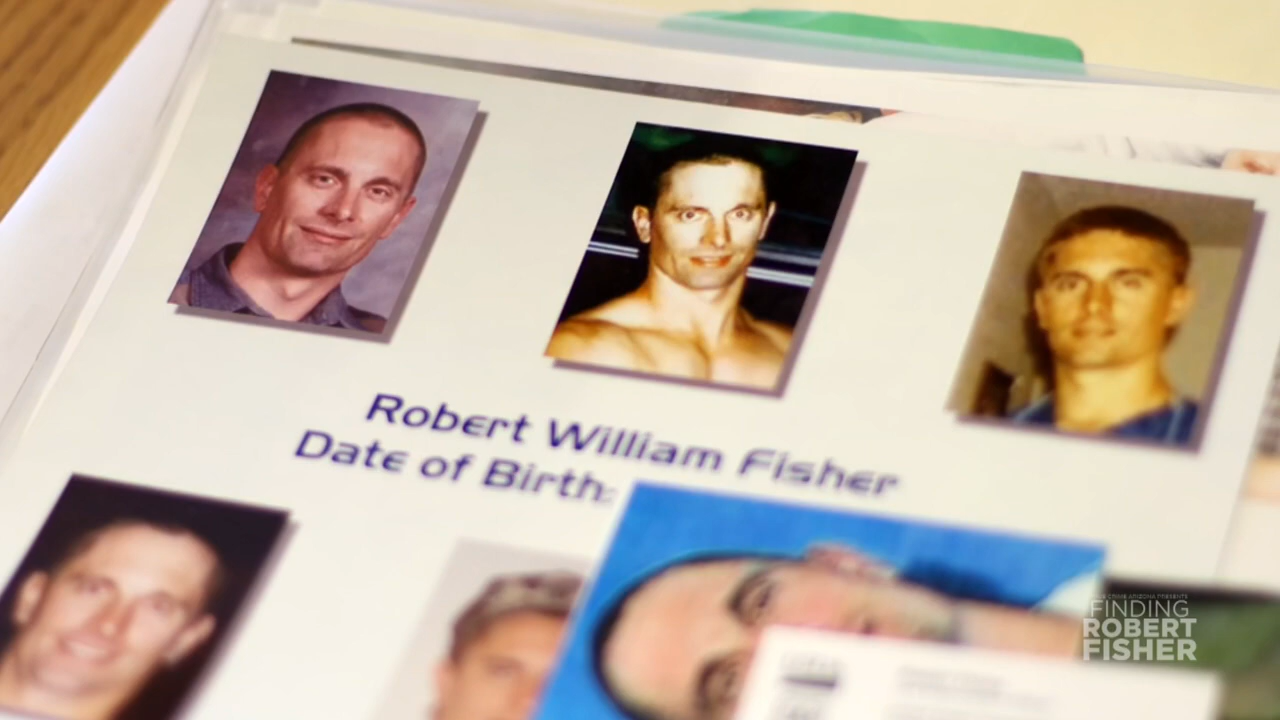 Robert William Fisher
Date of Birth:
FINDING
ROBERT
FISHER